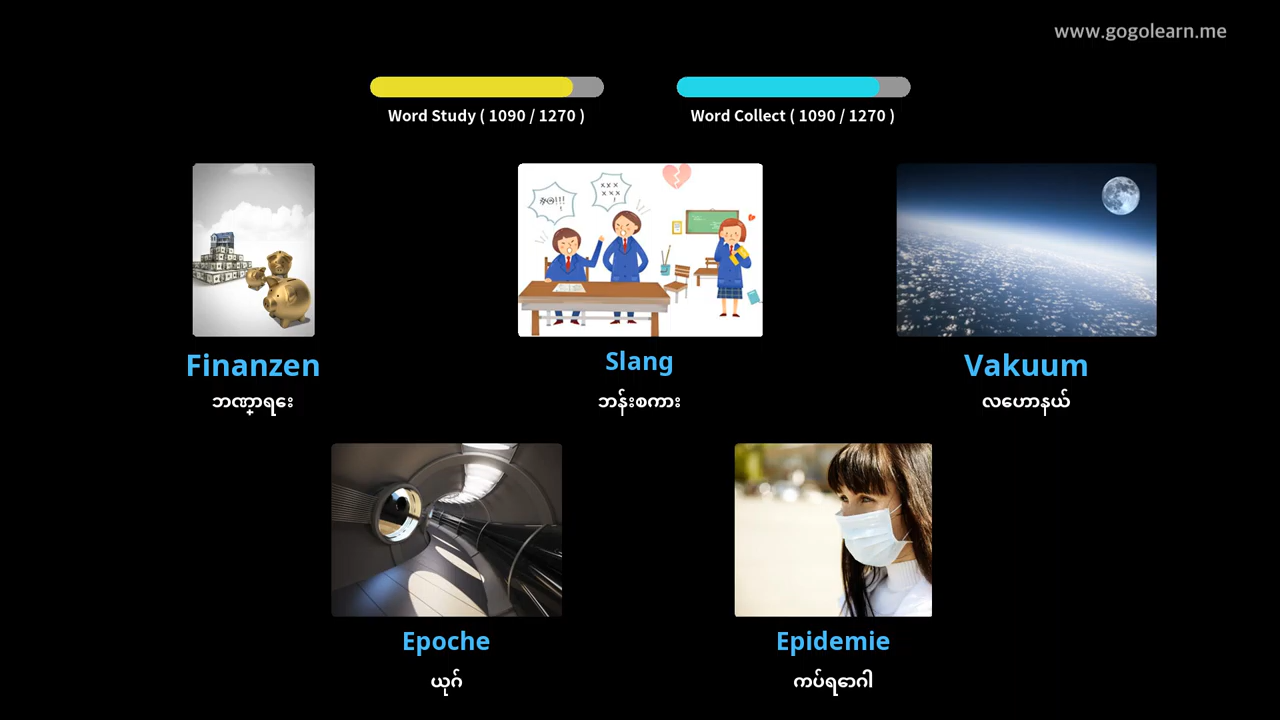 www.gogolearn.me
Word Study ( 1090 / 1270 )
Word Collect ( 1090 / 1270 )
Finanzen
ဘဏ္ဍာရေး
Slang
ဘန်းစကား
Vakuum
လေဟာနယ်
Epoche
ယုဂ်
Epidemie
ကပ်ရောဂါ